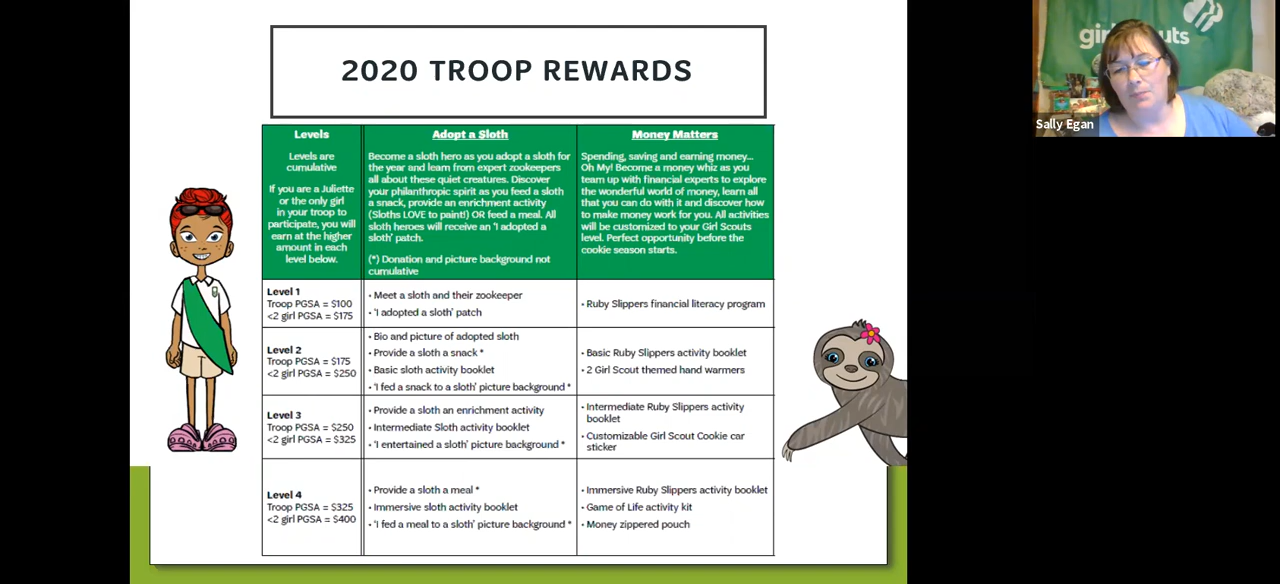 2020 TROOP REWARDS
Levels
Levels are
cumulative
If you are a Juliette
or the only girl
in your troop to
participate, you will
earn at the higher
amount in each
level below.
Adopt a Sloth
Become a sloth hero as you adopt a sloth for
the year and learn from expert zookeepers
all about these quiet creatures. Discover
your philanthropic spirit as you feed a sloth
a snack, provide an enrichment activity
(Sloths LOVE to paint!) OR feed a meal. All
sloth heroes will receive an 'I adopted a
sloth' patch.
(*) Donation and picture background not
cumulative
Money Matters
Spending, saving and earning money...
Oh My! Become a money whiz as you
team up with financial experts to explore
the wonderful world of money, learn all
that you can do with it and discover how
to make money work for you. All activities
will be customized to your Girl Scouts
level. Perfect opportunity before the
cookie season starts.
Level 1
Troop PGSA = $100
<2 girl PGSA = $175
• Meet a sloth and their zookeeper
• 'I adopted a sloth' patch
• Ruby Slippers financial literacy program
Level 2
Troop PGSA = $175
<2 girl PGSA = $250
• Bio and picture of adopted sloth
• Provide a sloth a snack *
• Basic sloth activity booklet
• 'I fed a snack to a sloth' picture background *
• Basic Ruby Slippers activity booklet
• 2 Girl Scout themed hand warmers
Level 3
Troop PGSA = $250
<2 girl PGSA = $325
• Provide a sloth an enrichment activity
• Intermediate Sloth activity booklet
• 'I entertained a sloth' picture background *
• Intermediate Ruby Slippers activity
booklet
• Customizable Girl Scout Cookie car
sticker
Level 4
Troop PGSA = $325
<2 girl PGSA = $400
• Provide a sloth a meal *
• Immersive sloth activity booklet
• 'I fed a meal to a sloth' picture background *
• Immersive Ruby Slippers activity booklet
• Game of Life activity kit
• Money zippered pouch
Sally Egan